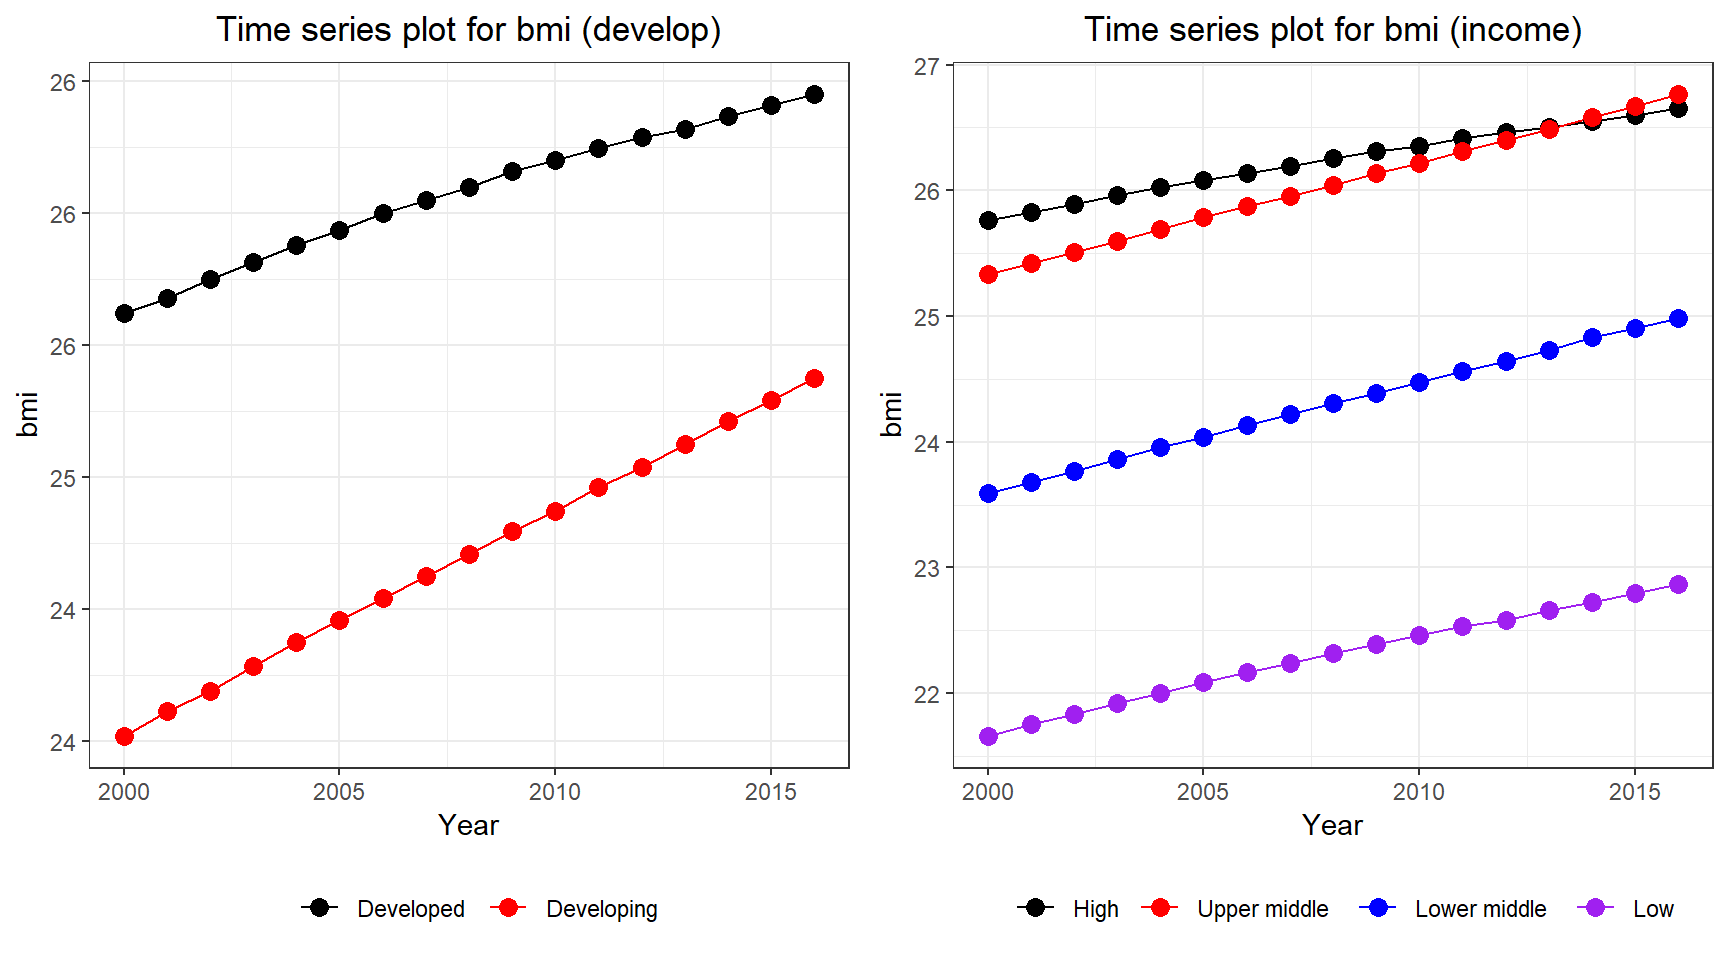 Time series plot for bmi (develop)
26
26
26
25
24
24
bmi
2000 2005 2010 2015
Year
Developed Developing
Time series plot for bmi (income)
27
26
25
24
23
22
bmi
2000 2005 2010 2015
Year
High Upper middle Lower middle Low